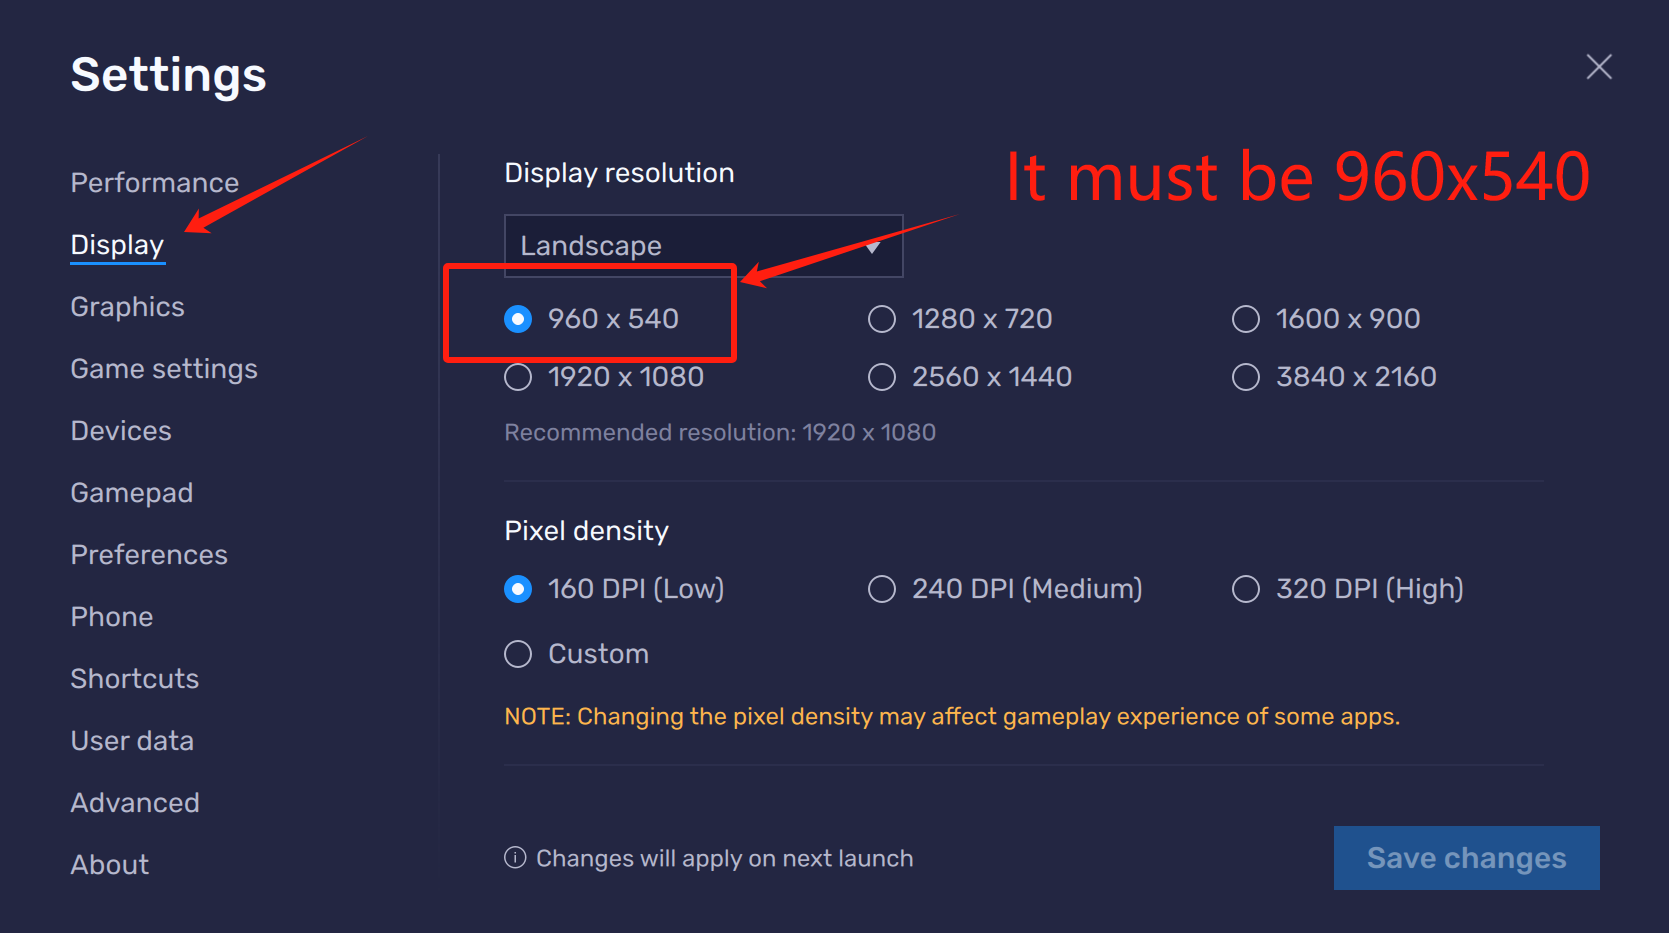 Settings
Performance
Display
Graphics
Game settings
Devices
Gamepad
Preferences
Phone
Shortcuts
User data
Advanced
About
It must be 960x540
Display resolution
Landscape
960 x 540
1280 x 720
1600 x 900
1920 x 1080
2560 x 1440
3840 x 2160
Recommended resolution: 1920 x 1080
Pixel density
160 DPI (Low)
240 DPI (Medium)
320 DPI (High)
Custom
NOTE: Changing the pixel density may affect gameplay experience of some apps.
Changes will apply on next launch
Save changes